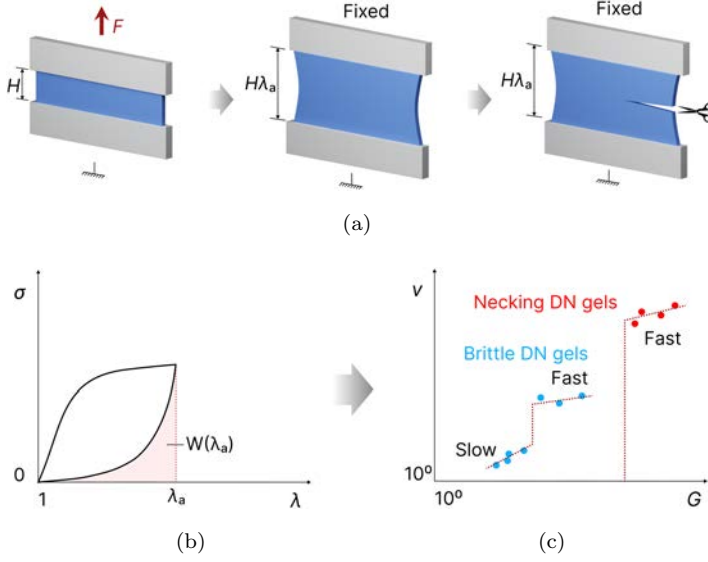 F
H
Fixed
Hλa
Fixed
Hλa
(a)
σ
0
1
λa
λ
W(λa)
(b)
v
Necking DN gels
Fast
Brittle DN gels
Fast
Slow
10⁰
10⁰
G
(c)